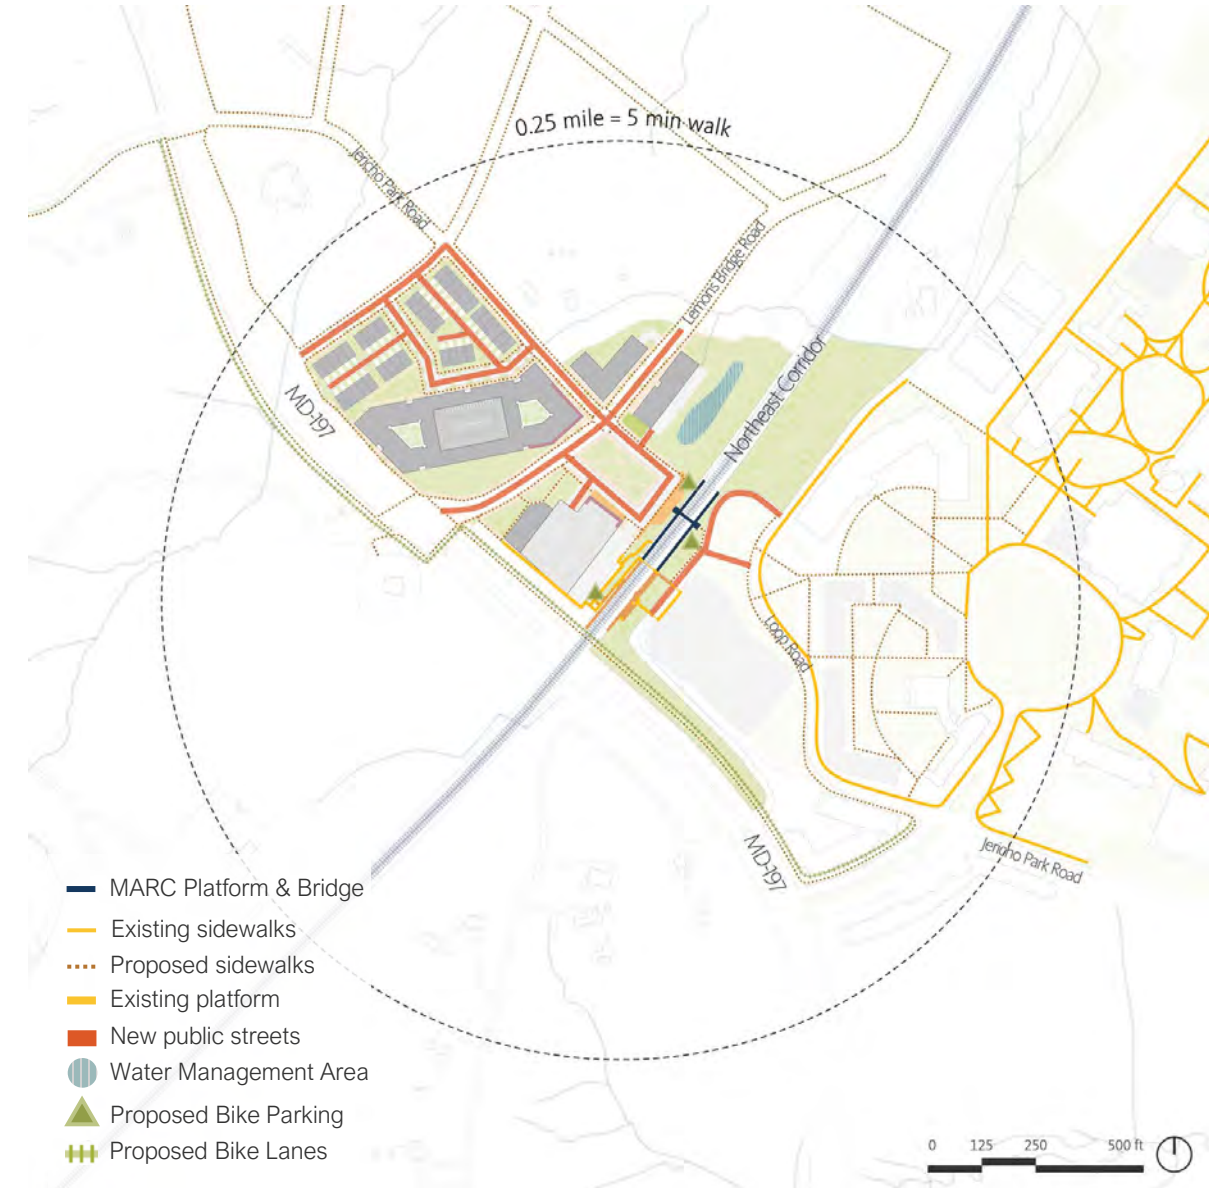 0.25 mile = 5 min walk
Jericho Park Road
Lemons Bridge Road
MD-197
Northeast Corridor
Loop Road
MD-197
Jericho Park Road
MARC Platform & Bridge
Existing sidewalks
Proposed sidewalks
Existing platform
New public streets
Water Management Area
Proposed Bike Parking
Proposed Bike Lanes
0 125 250 500 ft